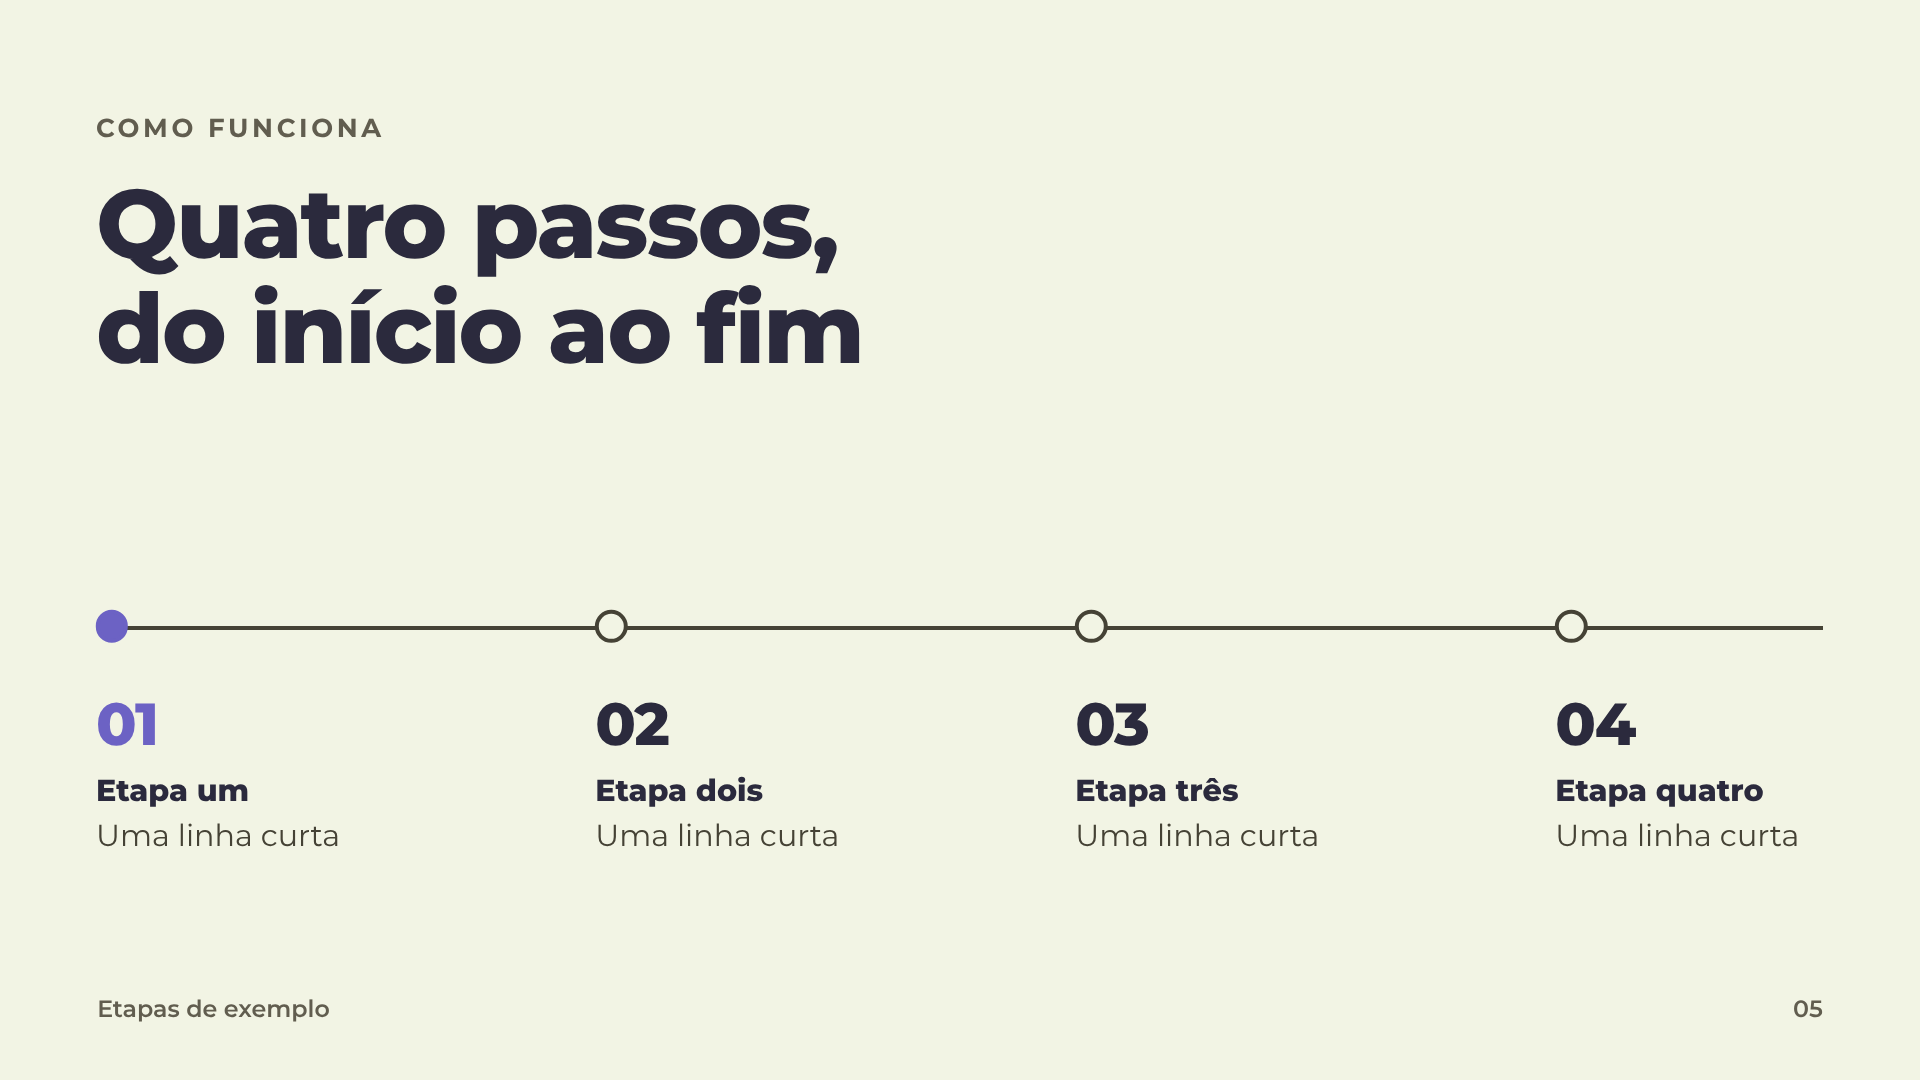 COMO FUNCIONA
Quatro passos,
do início ao fim
01
Etapa um
Uma linha curta
02
Etapa dois
Uma linha curta
03
Etapa três
Uma linha curta
04
Etapa quatro
Uma linha curta
Etapas de exemplo
05